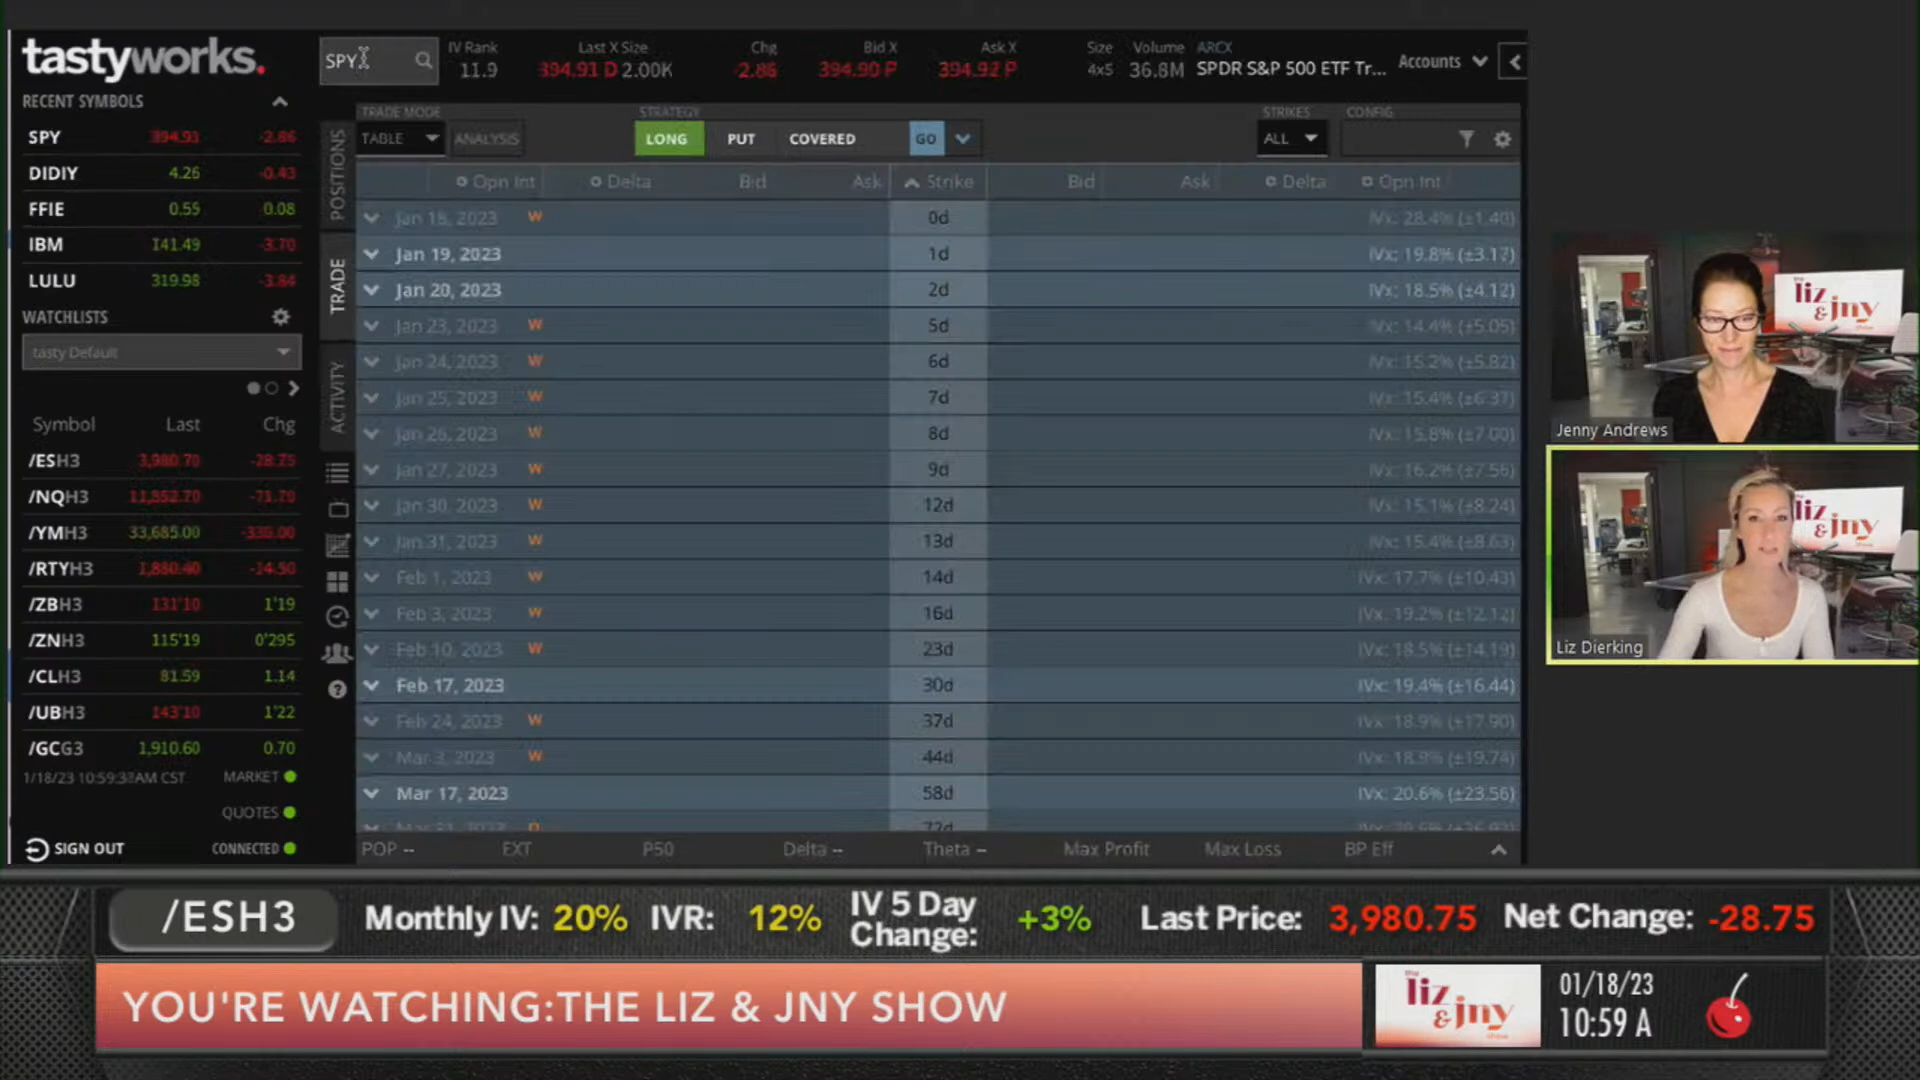 tastyworks.
SPY
IV Rank
11.9
Last X Size
394.91 D 2.00K
Chg
-2.86
Bid X
394.90 P
Ask X
394.92 P
Size
4x5
Volume
36.8M
ARCX
SPDR S&P 500 ETF Tr...
Accounts
RECENT SYMBOLS
SPY 394.91 -2.86
DIDIY 4.26 -0.43
FFIE 0.55 0.08
IBM 141.49 -3.70
LULU 319.98 -3.84
WATCHLISTS
tasty Default
Symbol Last Chg
/ESH3 3,980.70 -28.75
/NQH3 11,552.70 -71.70
/YMH3 33,685.00 -335.00
/RTYH3 1,880.40 -14.50
/ZBH3 131'10 1'19
/ZNH3 115'19 0'295
/CLH3 81.59 1.14
/UBH3 143'10 1'22
/GCG3 1,910.60 0.70
1/18/23 10:59:38AM CST MARKET
QUOTES
SIGN OUT CONNECTED
POSITIONS
TRADE
ACTIVITY
TRADE MODE
TABLE ANALYSIS
STRATEGY
LONG PUT COVERED GO
STRIKES
ALL
CONFIG
Opn Int Delta Bid Ask Strike Bid Ask Delta Opn Int
Jan 18, 2023 W 0d IVx: 28.4% (±1.40)
Jan 19, 2023 1d IVx: 19.8% (±3.17)
Jan 20, 2023 2d IVx: 18.5% (±4.12)
Jan 23, 2023 W 5d IVx: 14.4% (±5.05)
Jan 24, 2023 W 6d IVx: 15.2% (±5.82)
Jan 25, 2023 W 7d IVx: 15.4% (±6.37)
Jan 26, 2023 W 8d IVx: 15.8% (±7.00)
Jan 27, 2023 W 9d IVx: 16.2% (±7.56)
Jan 30, 2023 W 12d IVx: 15.1% (±8.24)
Jan 31, 2023 W 13d IVx: 15.4% (±8.63)
Feb 1, 2023 W 14d IVx: 17.7% (±10.43)
Feb 3, 2023 W 16d IVx: 19.2% (±12.12)
Feb 10, 2023 W 23d IVx: 18.5% (±14.19)
Feb 17, 2023 30d IVx: 19.4% (±16.44)
Feb 24, 2023 W 37d IVx: 18.9% (±17.90)
Mar 3, 2023 W 44d IVx: 18.9% (±19.74)
Mar 17, 2023 58d IVx: 20.6% (±23.56)
72d
POP -- EXT P50 Delta -- Theta -- Max Profit Max Loss BP Eff
the liz & jny show
Jenny Andrews
the liz & jny show
Liz Dierking
/ESH3 Monthly IV: 20% IVR: 12% IV 5 Day Change: +3% Last Price: 3,980.75 Net Change: -28.75
YOU'RE WATCHING:THE LIZ & JNY SHOW
the liz & jny show
01/18/23
10:59 A